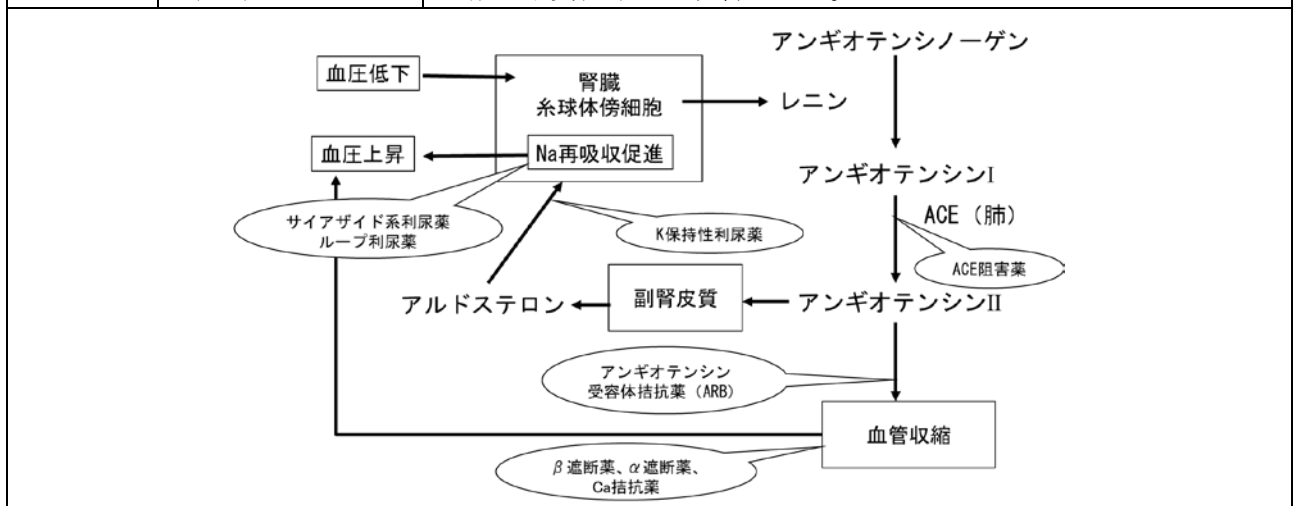 アンギオテンシノーゲン
血圧低下
腎臓
糸球体傍細胞
レニン
血圧上昇
Na再吸収促進
アンギオテンシンI
サイアザイド系利尿薬
ループ利尿薬
K保持性利尿薬
ACE（肺）
ACE阻害薬
アルドステロン
副腎皮質
アンギオテンシンII
アンギオテンシン
受容体拮抗薬（ARB）
血管収縮
β遮断薬、α遮断薬、
Ca拮抗薬